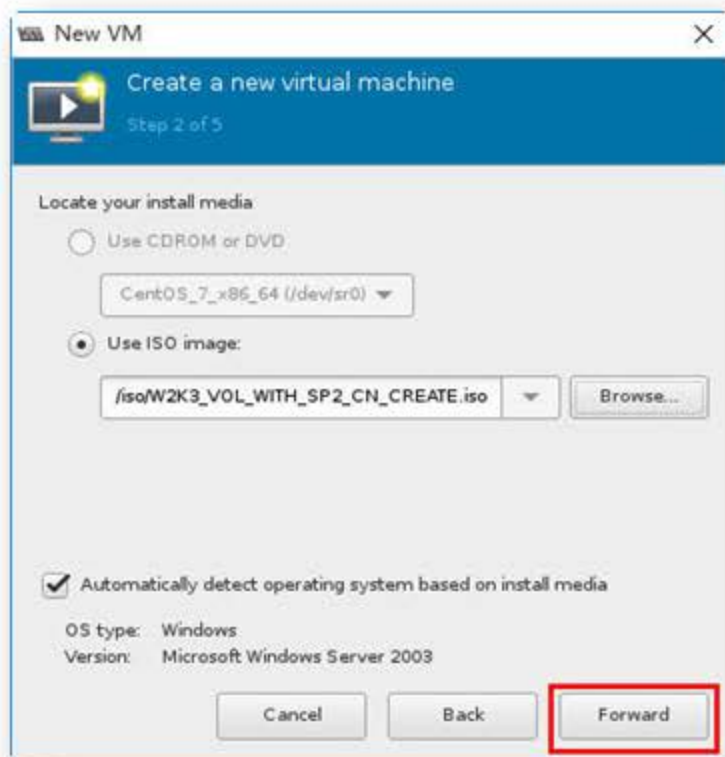 New VM
Create a new virtual machine
Step 2 of 5
Locate your install media
Use CDROM or DVD
CentOS_7_x86_64 (/dev/sr0)
Use ISO image:
/iso/W2K3_VOL_WITH_SP2_CN_CREATE.iso Browse...
Automatically detect operating system based on install media
OS type: Windows
Version: Microsoft Windows Server 2003
Cancel Back Forward